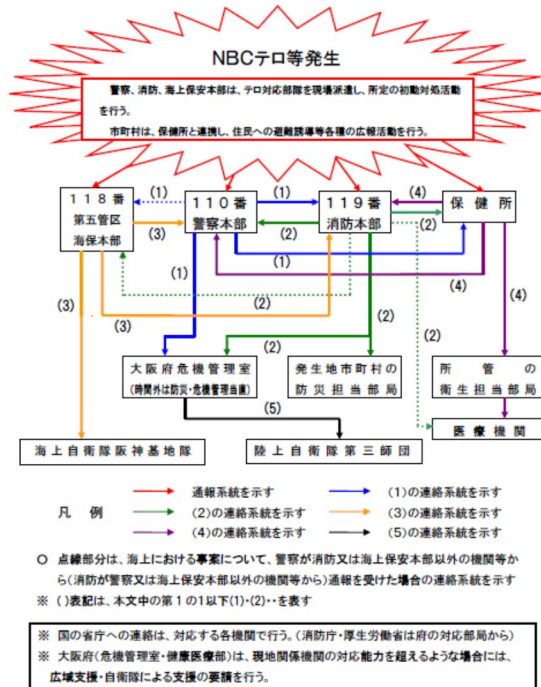 NBCテロ等発生
警察、消防、海上保安本部は、テロ対応部隊を現場派遣し、所定の初動対処活動
を行う。
市町村は、保健所と連携し、住民への避難誘導等各種の広報活動を行う。
118番
第五管区
海保本部
(1)
(3)
110番
警察本部
(1)
(2)
119番
消防本部
(4)
(2)
保健所
(1)
(1)
(4)
(2)
(3)
(3)
(4)
(2)
(2)
大阪府危機管理室
(時間外は防災・危機管理当直)
発生地市町村の
防災担当部局
所管の
衛生担当部局
(5)
医療機関
海上自衛隊阪神基地隊
陸上自衛隊第三師団
凡例
通報系統を示す
(1)の連絡系統を示す
(2)の連絡系統を示す
(3)の連絡系統を示す
(4)の連絡系統を示す
(5)の連絡系統を示す
○ 点線部分は、海上における事案について、警察が消防又は海上保安本部以外の機関等か
ら(消防が警察又は海上保安本部以外の機関等から)通報を受けた場合の連絡系統を示す
※ ( )表記は、本文中の第1の1以下(1)・(2)・・を表す
※ 国の省庁への連絡は、対応する各機関で行う。(消防庁・厚生労働省は府の対応部局から)
※ 大阪府(危機管理室・健康医療部)は、現地関係機関の対応能力を超えるような場合には、
広域支援・自衛隊による支援の要請を行う。